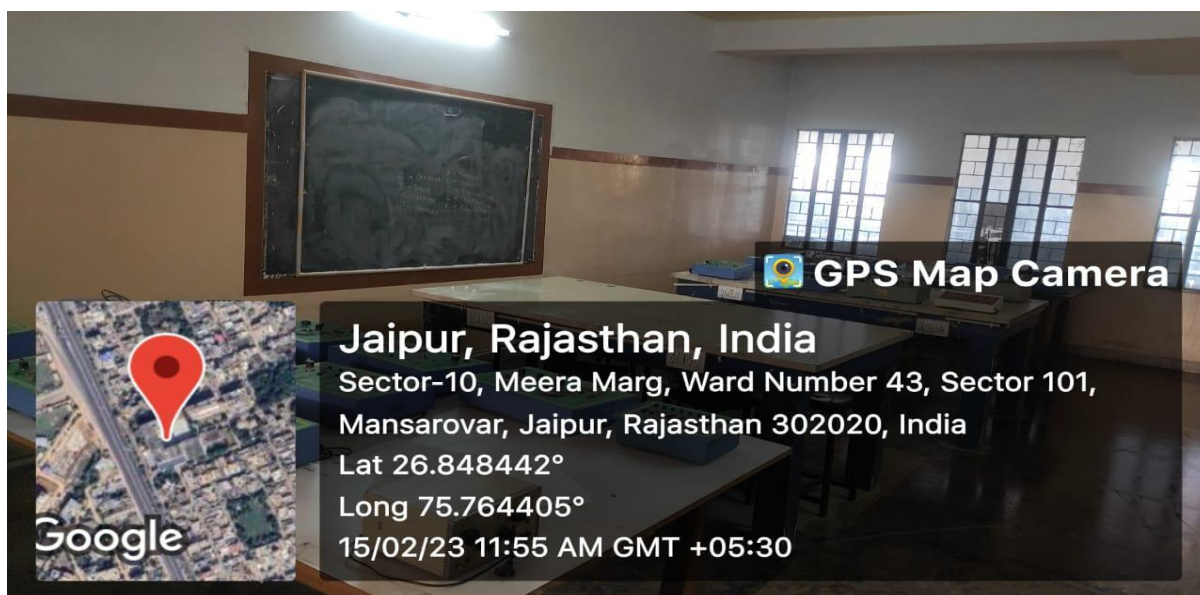 GPS Map Camera
Jaipur, Rajasthan, India
Sector-10, Meera Marg, Ward Number 43, Sector 101,
Mansarovar, Jaipur, Rajasthan 302020, India
Lat 26.848442°
Long 75.764405°
15/02/23 11:55 AM GMT +05:30
Google